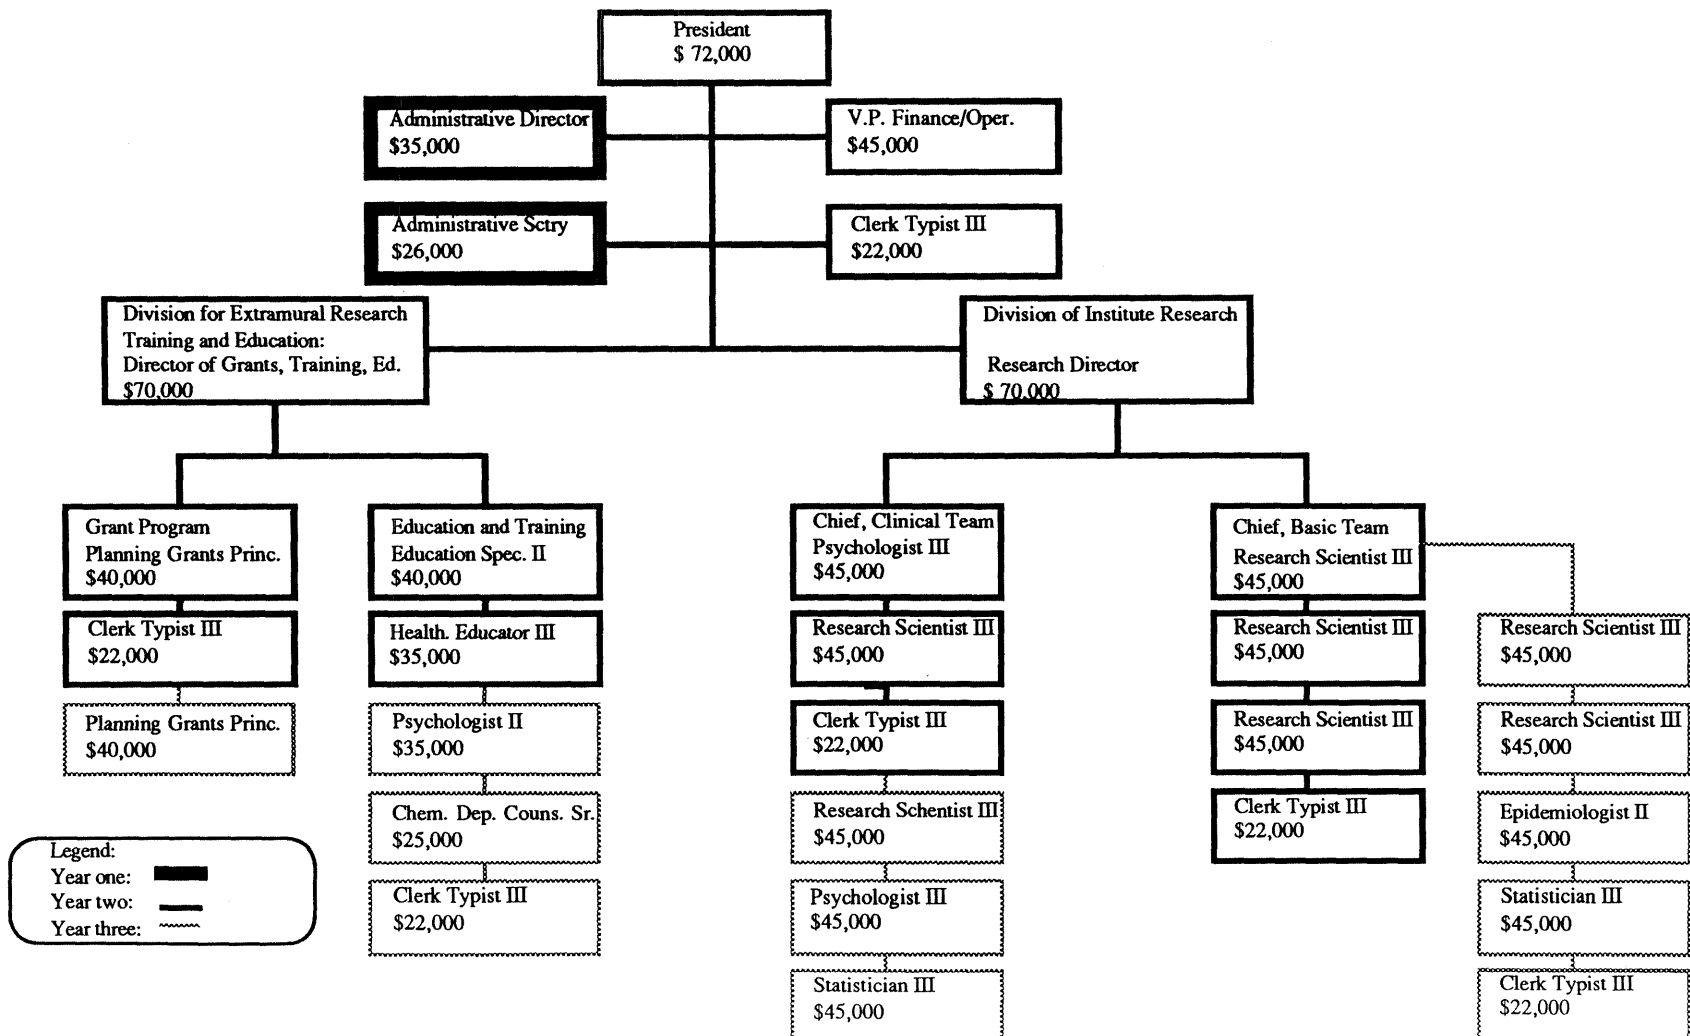 President
$ 72,000
Administrative Director
$35,000
V.P. Finance/Oper.
$45,000
Administrative Sctry
$26,000
Clerk Typist III
$22,000
Division for Extramural Research
Training and Education:
Director of Grants, Training, Ed.
$70,000
Division of Institute Research
Research Director
$ 70,000
Grant Program
Planning Grants Princ.
$40,000
Clerk Typist III
$22,000
Planning Grants Princ.
$40,000
Education and Training
Education Spec. II
$40,000
Health. Educator III
$35,000
Psychologist II
$35,000
Chem. Dep. Couns. Sr.
$25,000
Clerk Typist III
$22,000
Chief, Clinical Team
Psychologist III
$45,000
Research Scientist III
$45,000
Clerk Typist III
$22,000
Research Schentist III
$45,000
Psychologist III
$45,000
Statistician III
$45,000
Chief, Basic Team
Research Scientist III
$45,000
Research Scientist III
$45,000
Research Scientist III
$45,000
Clerk Typist III
$22,000
Research Scientist III
$45,000
Research Scientist III
$45,000
Epidemiologist II
$45,000
Statistician III
$45,000
Clerk Typist III
$22,000
Legend:
Year one:
Year two:
Year three: